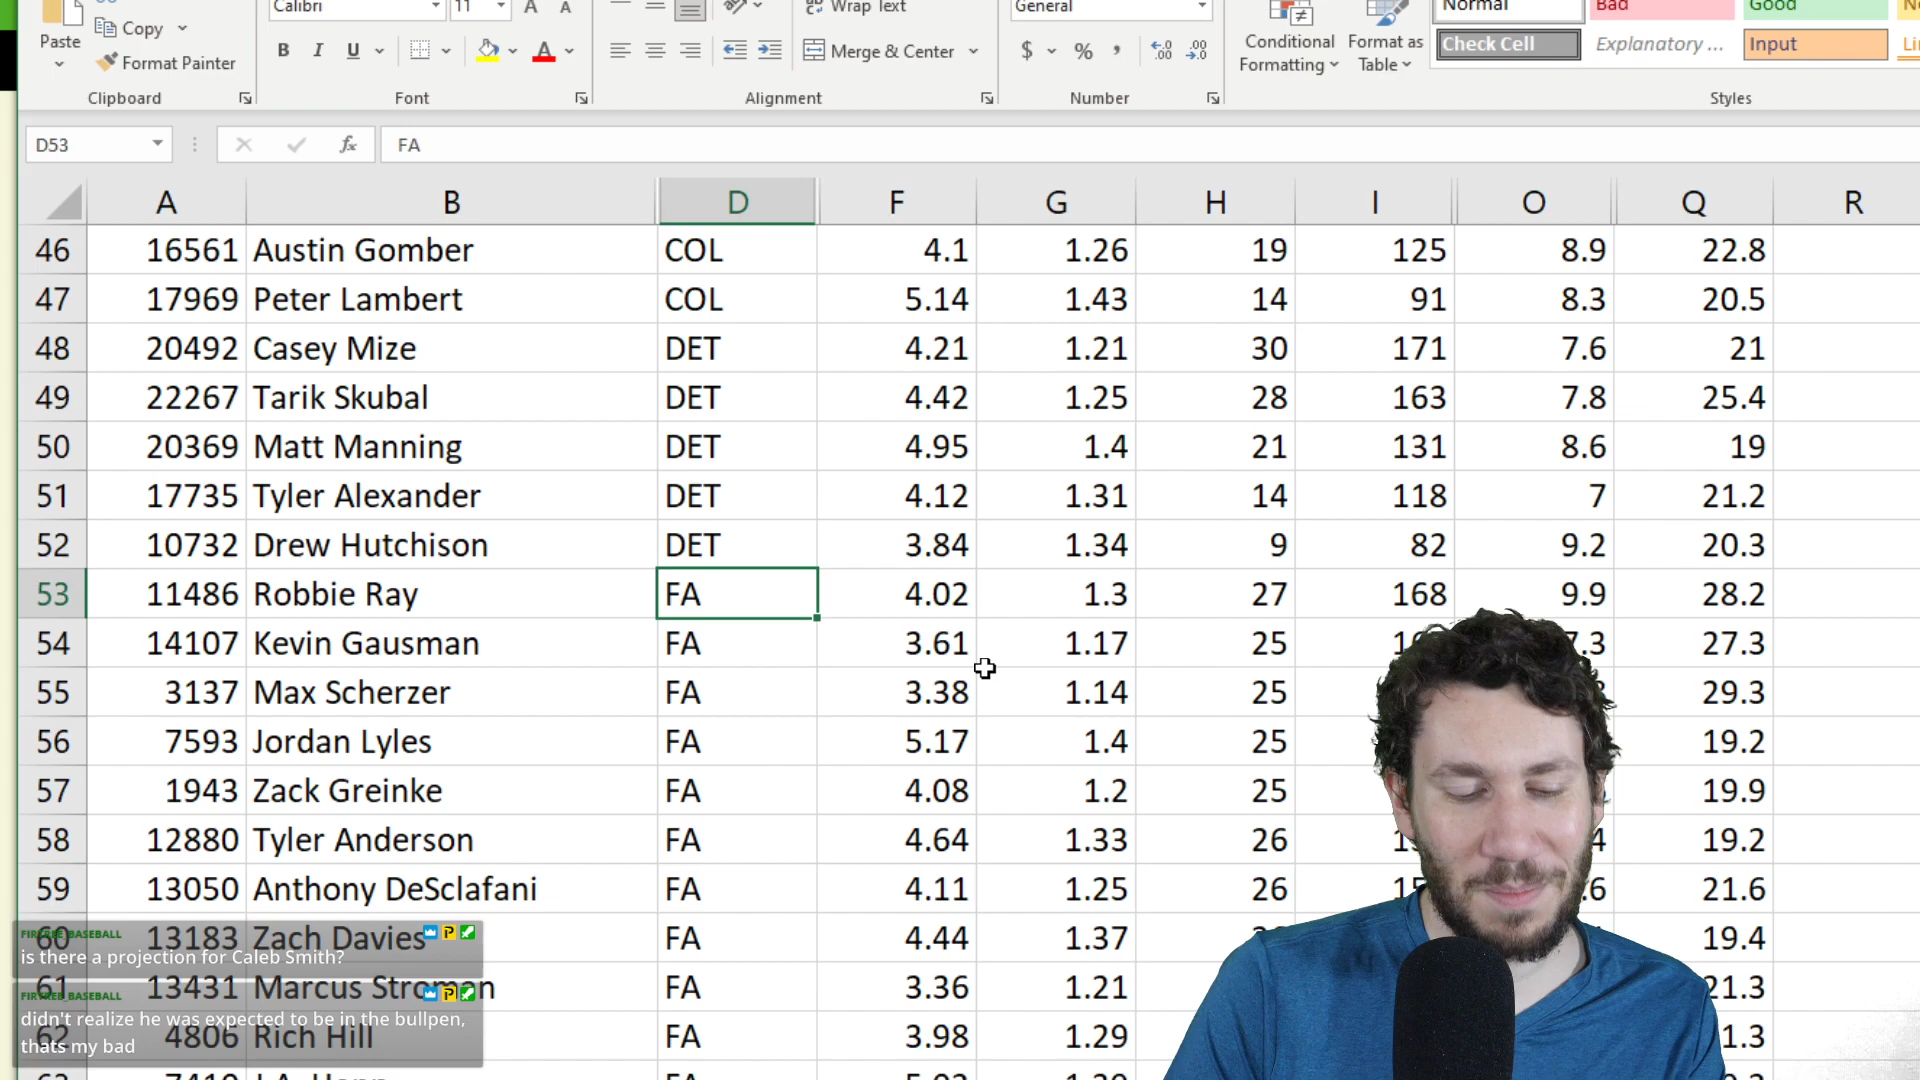 Calibri 11 A A Wrap Text General Normal Bad Good
Paste Copy Format Painter B I U A Merge & Center $ % , Conditional Formatting Format as Table Check Cell Explanatory ... Input
Clipboard Font Alignment Number Styles
D53 fx FA
A B D F G H I O Q R
46 16561 Austin Gomber COL 4.1 1.26 19 125 8.9 22.8
47 17969 Peter Lambert COL 5.14 1.43 14 91 8.3 20.5
48 20492 Casey Mize DET 4.21 1.21 30 171 7.6 21
49 22267 Tarik Skubal DET 4.42 1.25 28 163 7.8 25.4
50 20369 Matt Manning DET 4.95 1.4 21 131 8.6 19
51 17735 Tyler Alexander DET 4.12 1.31 14 118 7 21.2
52 10732 Drew Hutchison DET 3.84 1.34 9 82 9.2 20.3
53 11486 Robbie Ray FA 4.02 1.3 27 168 9.9 28.2
54 14107 Kevin Gausman FA 3.61 1.17 25 27.3
55 3137 Max Scherzer FA 3.38 1.14 25 29.3
56 7593 Jordan Lyles FA 5.17 1.4 25 19.2
57 1943 Zack Greinke FA 4.08 1.2 25 19.9
58 12880 Tyler Anderson FA 4.64 1.33 26 19.2
59 13050 Anthony DeSclafani FA 4.11 1.25 26 21.6
60 13183 Zach Davies FA 4.44 1.37 19.4
61 13431 Marcus Stroman FA 3.36 1.21 21.3
62 4806 Rich Hill FA 3.98 1.29
FA
is there a projection for Caleb Smith?
didn't realize he was expected to be in the bullpen,
thats my bad